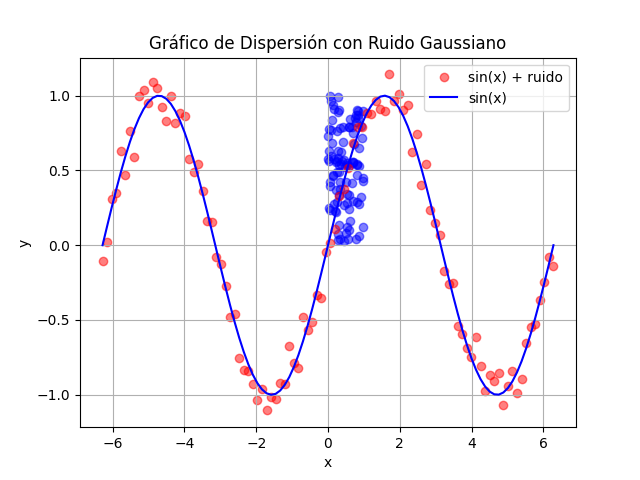 Gráfico de Dispersión con Ruido Gaussiano
sin(x) + ruido
sin(x)
1.0
0.5
0.0
−0.5
−1.0
y
−6
−4
−2
0
2
4
6
x